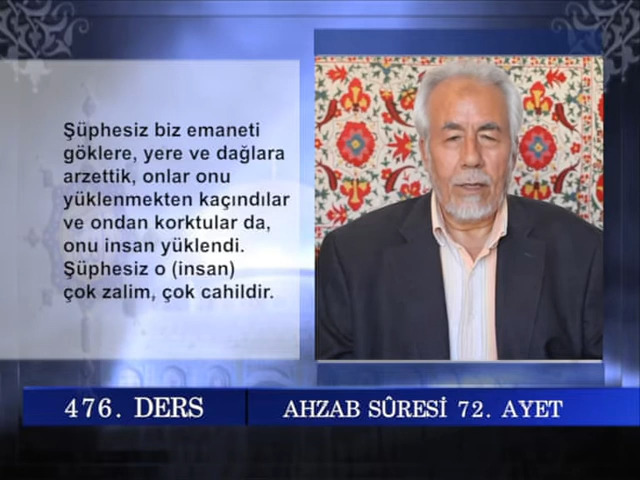 Şüphesiz biz emaneti
göklere, yere ve dağlara
arzettik, onlar onu
yüklenmekten kaçındılar
ve ondan korktular da,
onu insan yüklendi.
Şüphesiz o (insan)
çok zalim, çok cahildir.
476. DERS
AHZAB SÛRESİ 72. AYET